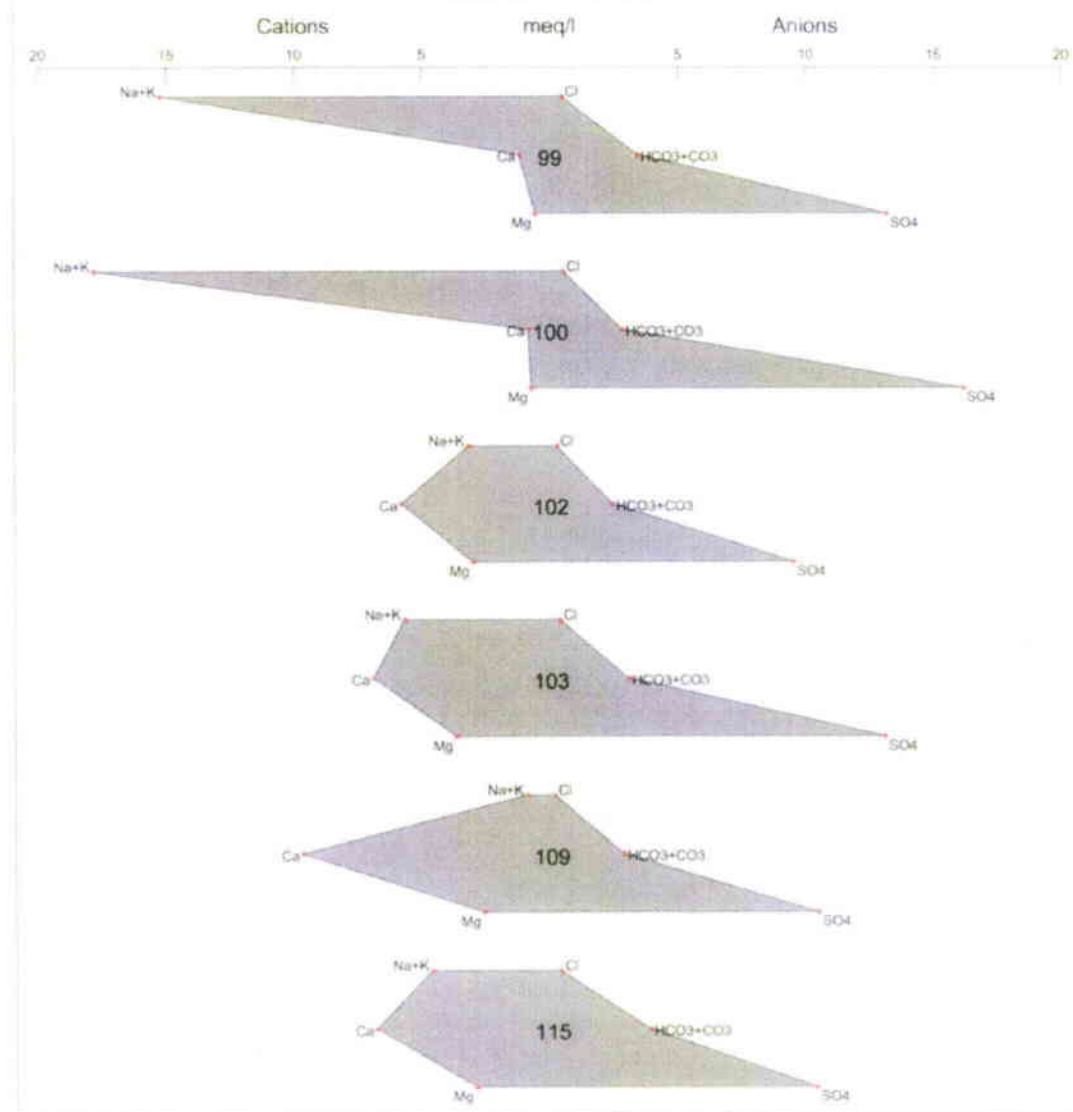 Cations meq/l Anions
20 15 10 5 5 10 15 20
Na+K Cl
Ca 99 HCO3+CO3
Mg SO4
Na+K Cl
Ca 100 HCO3+CO3
Mg SO4
Na+K Cl
Ca 102 HCO3+CO3
Mg SO4
Na+K Cl
Ca 103 HCO3+CO3
Mg SO4
Na+K Cl
Ca 109 HCO3+CO3
Mg SO4
Na+K Cl
Ca 115 HCO3+CO3
Mg SO4